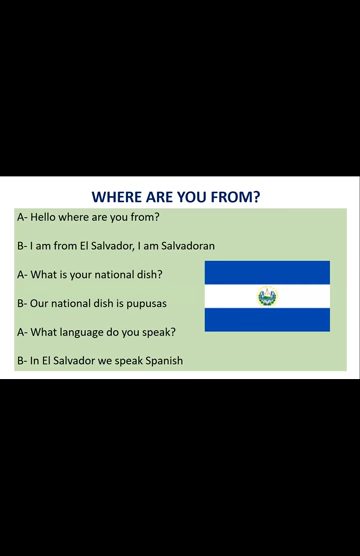 WHERE ARE YOU FROM?
A- Hello where are you from?
B- I am from El Salvador, I am Salvadoran
A- What is your national dish?
B- Our national dish is pupusas
A- What language do you speak?
B- In El Salvador we speak Spanish